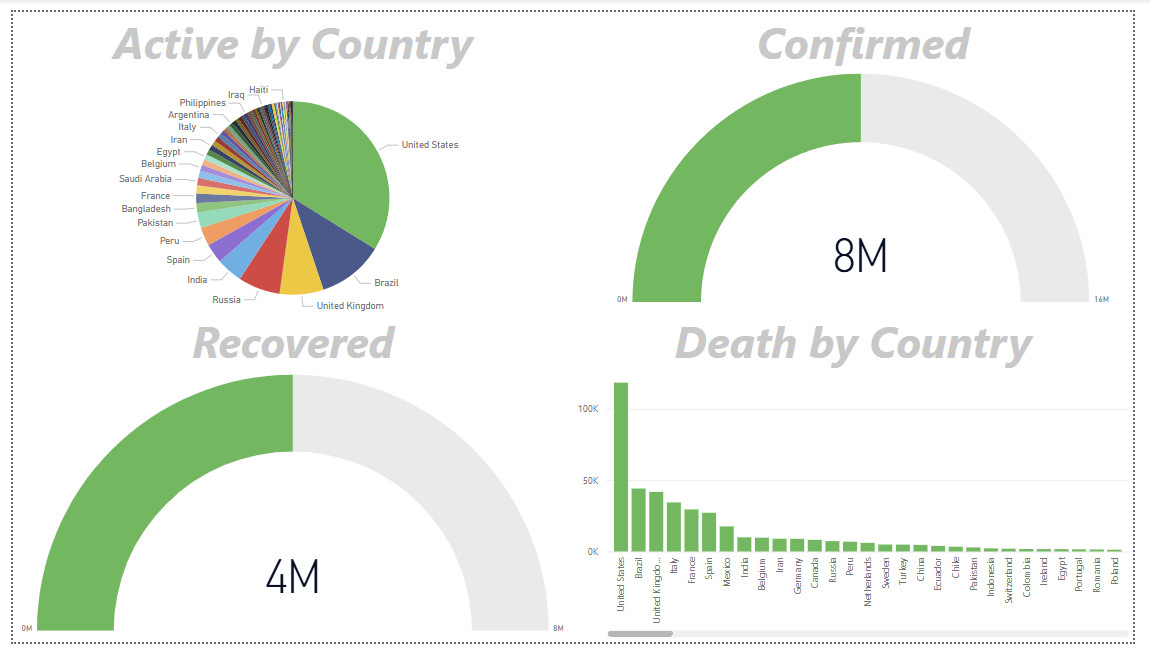 Active by Country
Haiti
Iraq
Philippines
Argentina
Italy
Iran
Egypt
Belgium
Saudi Arabia
France
Bangladesh
Pakistan
Peru
Spain
India
Russia
United Kingdom
Brazil
United States
Confirmed
8M
0M
16M
Recovered
4M
0M
8M
Death by Country
100K
50K
0K
United States
Brazil
United Kingdo...
Italy
France
Spain
Mexico
India
Belgium
Iran
Germany
Canada
Russia
Peru
Netherlands
Sweden
Turkey
China
Ecuador
Chile
Pakistan
Indonesia
Switzerland
Colombia
Ireland
Egypt
Portugal
Romania
Poland